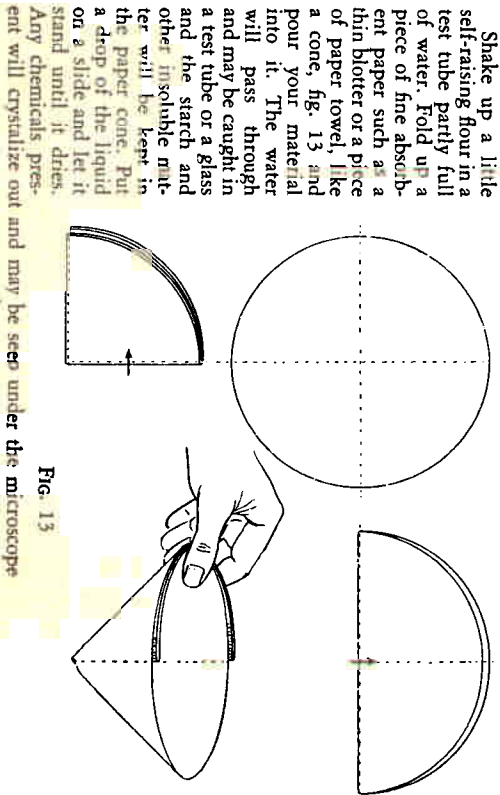 Shake up a little
self-raising flour in a
test tube partly full
of water. Fold up a
piece of fine absorb-
ent paper such as a
thin blotter or a piece
of paper towel, like
a cone, fig. 13 and
pour your material
into it. The water
will pass through
and may be caught in
a test tube or a glass
and the starch and
other insoluble mat-
ter will be kept in
the paper cone. Put
a drop of the liquid
on a slide and let it
stand until it dries.
Any chemicals pres-
ent will crystalize out and may be seen under the microscope
FIG. 13